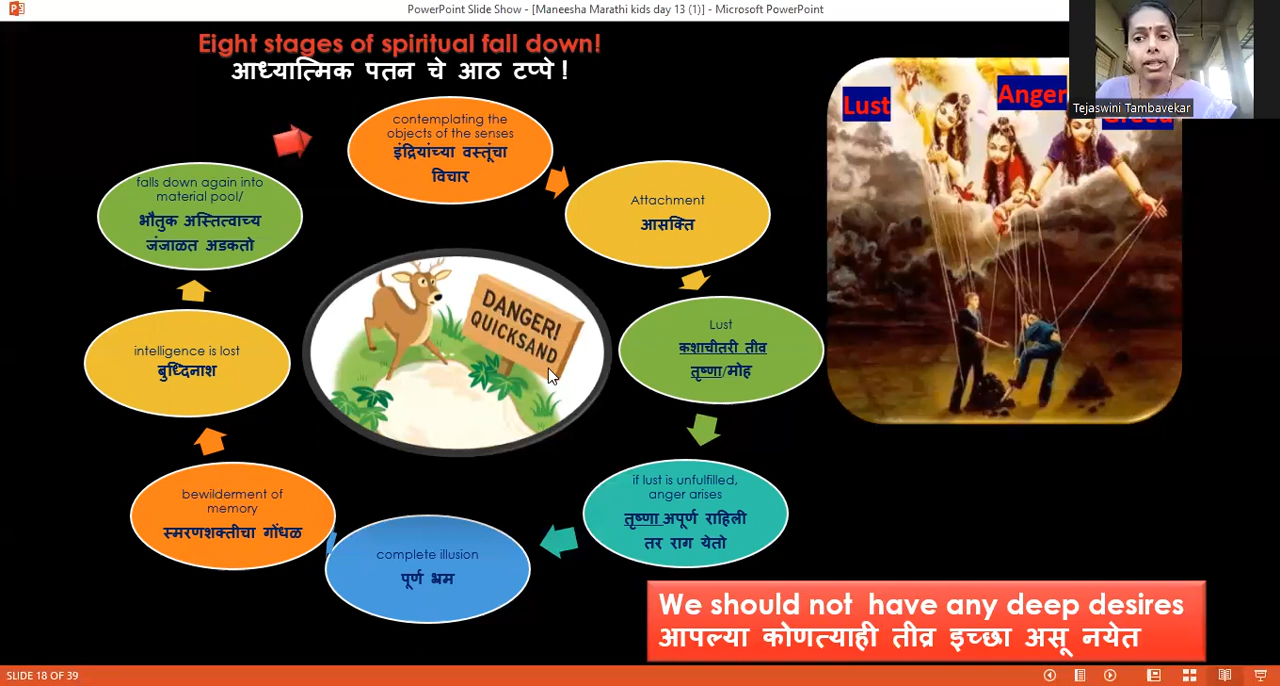 PowerPoint Slide Show - [Maneesha Marathi kids day 13 (1)] - Microsoft PowerPoint
Eight stages of spiritual fall down!
आध्यात्मिक पतन चे आठ टप्पे !
contemplating the
objects of the senses
इंद्रियांच्या वस्तूंचा
विचार
Attachment
आसक्ति
Lust
कशाचीतरी तीव
तृष्णा/मोह
if lust is unfulfilled,
anger arises
तृष्णा अपूर्ण राहिली
तर राग येतो
complete illusion
पूर्ण भ्रम
bewilderment of
memory
स्मरणशक्तीचा गोंधळ
intelligence is lost
बुध्दिनाश
falls down again into
material pool/
भौतुक अस्तित्वाच्य
जंजाळत अडकतो
DANGER!
QUICKSAND
Lust
Anger
Greed
Tejaswini Tambavekar
We should not have any deep desires
आपल्या कोणत्याही तीव्र इच्छा असू नयेत
SLIDE 18 OF 39